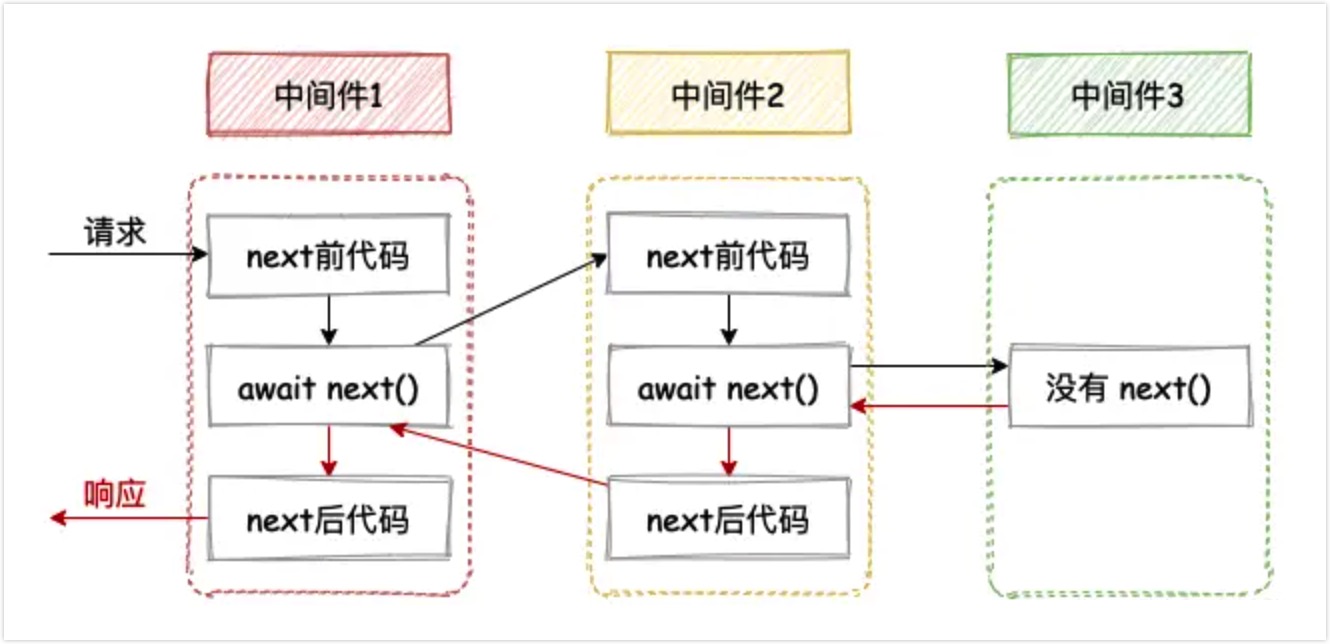 中间件1
中间件2
中间件3
请求
next前代码
next前代码
await next()
await next()
没有 next()
响应
next后代码
next后代码